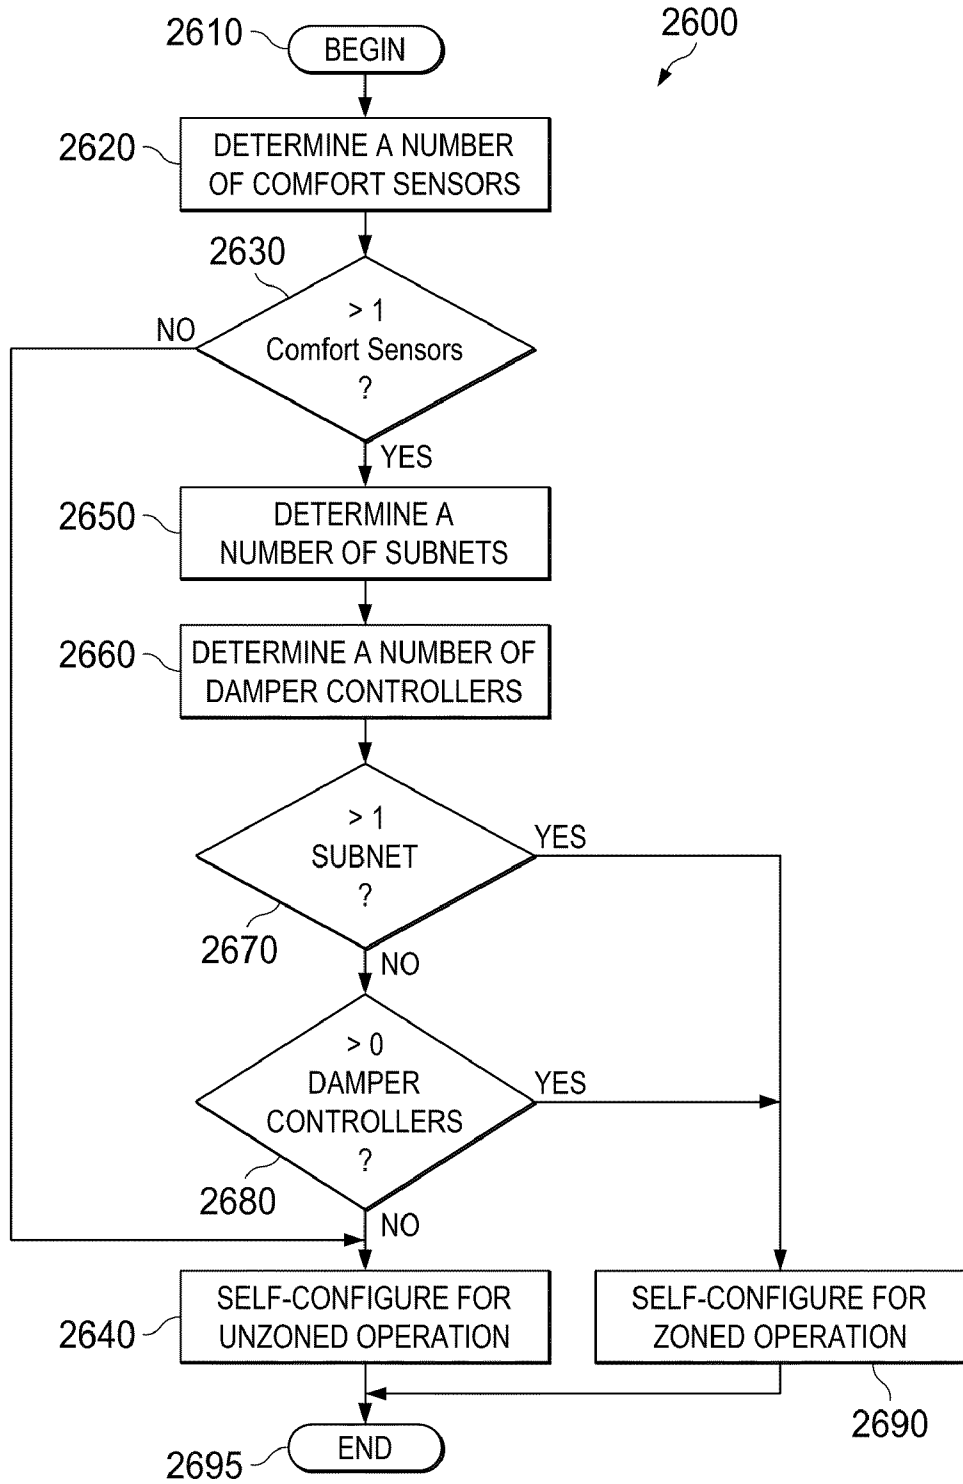 2610
BEGIN
2600
2620
DETERMINE A NUMBER
OF COMFORT SENSORS
2630
> 1
Comfort Sensors
?
NO
YES
2650
DETERMINE A
NUMBER OF SUBNETS
2660
DETERMINE A NUMBER OF
DAMPER CONTROLLERS
> 1
SUBNET
?
YES
2670
NO
> 0
DAMPER
CONTROLLERS
?
YES
2680
NO
2640
SELF-CONFIGURE FOR
UNZONED OPERATION
SELF-CONFIGURE FOR
ZONED OPERATION
2690
2695
END